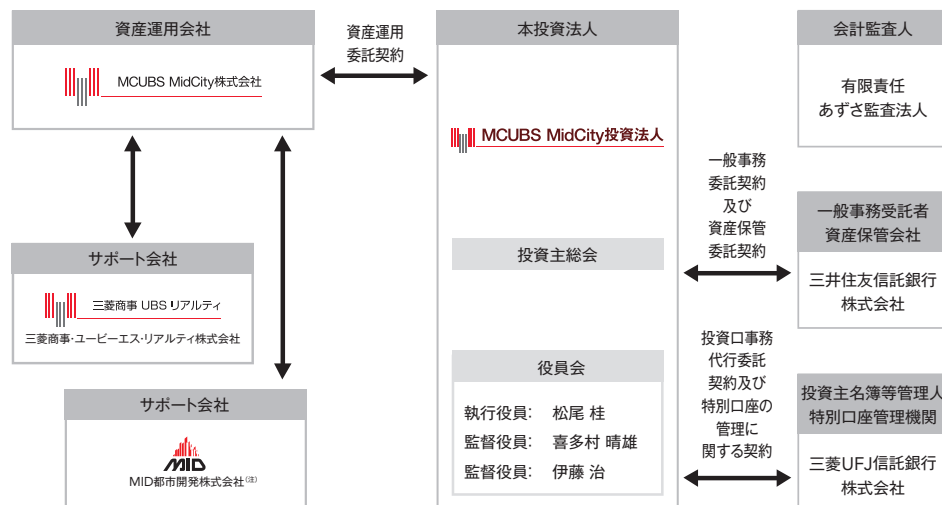 資産運用会社
MCUBS MidCity株式会社
資産運用
委託契約
本投資法人
MCUBS MidCity投資法人
投資主総会
役員会
執行役員: 松尾 桂
監督役員: 喜多村 晴雄
監督役員: 伊藤 治
会計監査人
有限責任
あずさ監査法人
一般事務
委託契約
及び
資産保管
委託契約
一般事務受託者
資産保管会社
三井住友信託銀行
株式会社
サポート会社
三菱商事 UBS リアルティ
三菱商事・ユービーエス・リアルティ株式会社
サポート会社
MID
MID都市開発株式会社(注)
投資口事務
代行委託
契約及び
特別口座の
管理に
関する契約
投資主名簿等管理人
特別口座管理機関
三菱UFJ信託銀行
株式会社